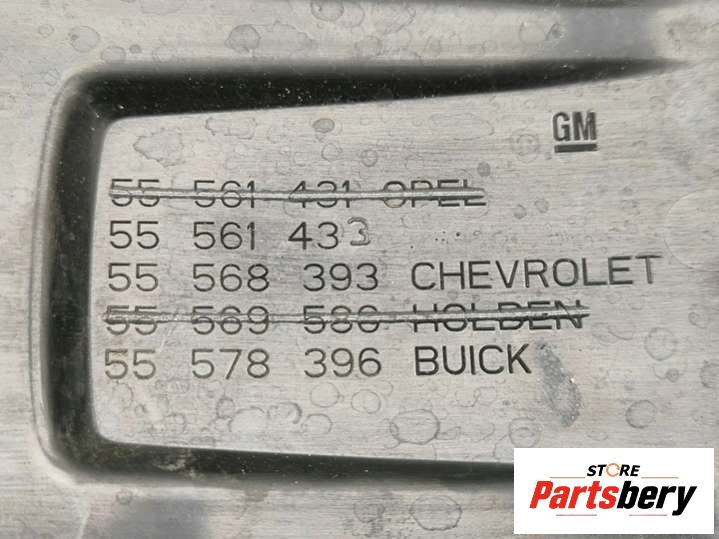 GM
55 561 431 OPEL
55 561 433
55 568 393 CHEVROLET
55 569 586 HOLDEN
55 578 396 BUICK
STORE
Partsbery